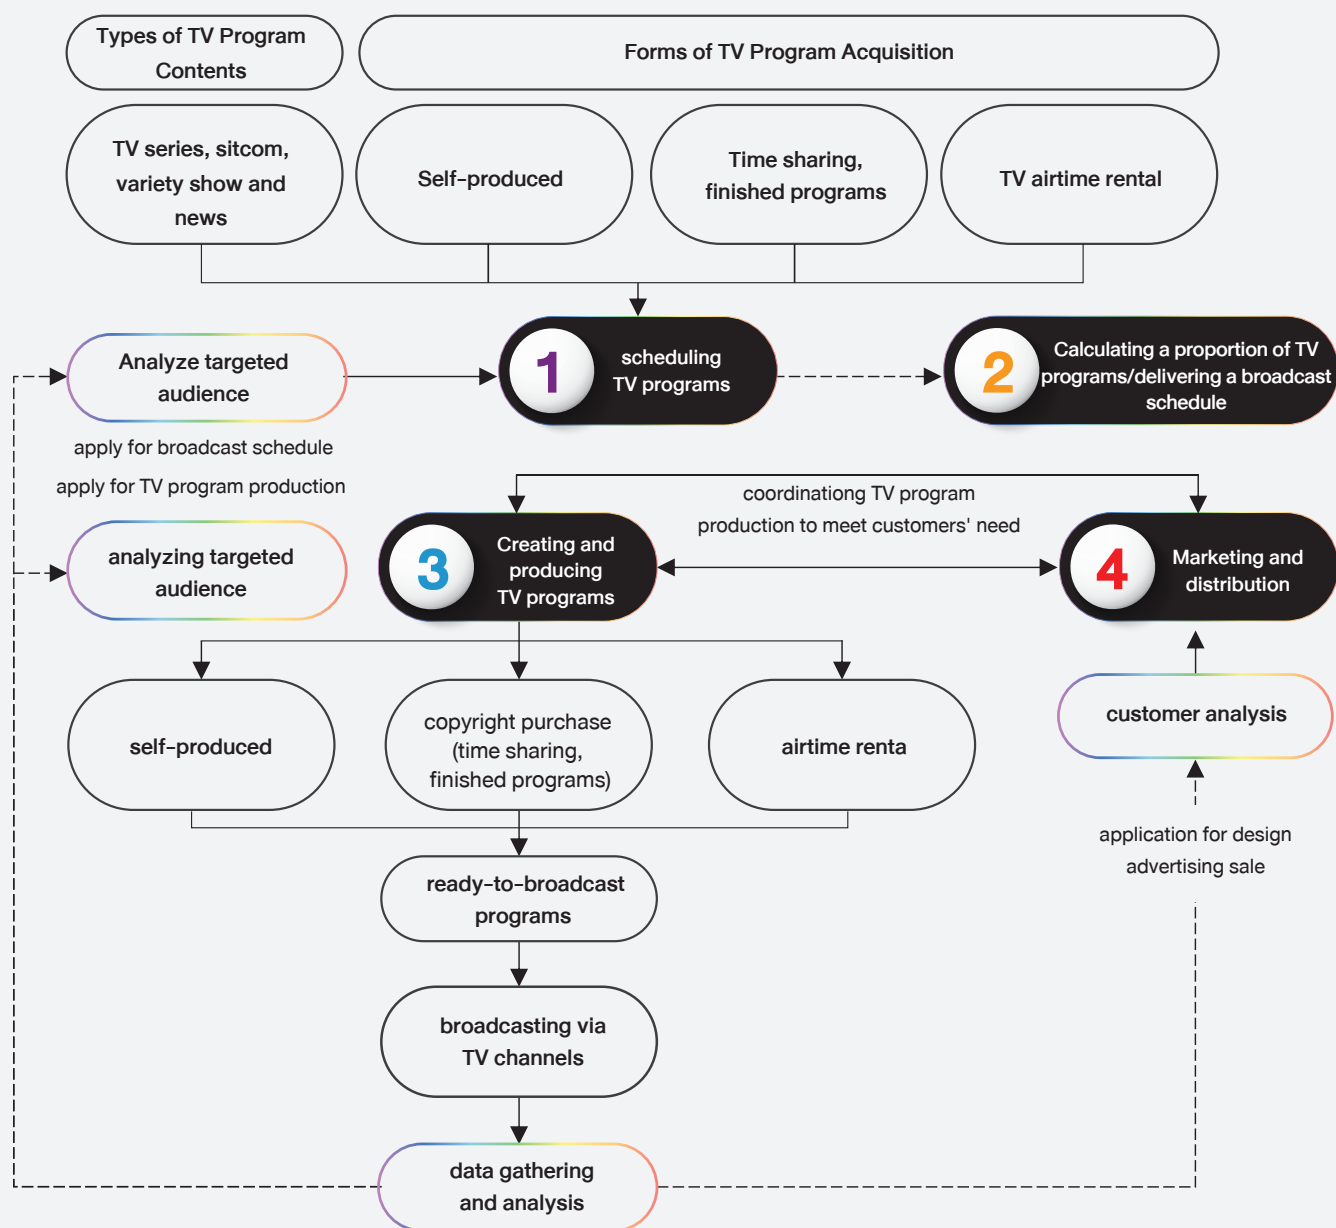 Types of TV Program
Contents
Forms of TV Program Acquisition
TV series, sitcom,
variety show and
news
Self-produced
Time sharing,
finished programs
TV airtime rental
Analyze targeted
audience
1
scheduling
TV programs
2
Calculating a proportion of TV
programs/delivering a broadcast
schedule
apply for broadcast schedule
apply for TV program production
analyzing targeted
audience
coordinationg TV program
production to meet customers' need
3
Creating and
producing
TV programs
4
Marketing and
distribution
self-produced
copyright purchase
(time sharing,
finished programs)
airtime renta
customer analysis
application for design
advertising sale
ready-to-broadcast
programs
broadcasting via
TV channels
data gathering
and analysis